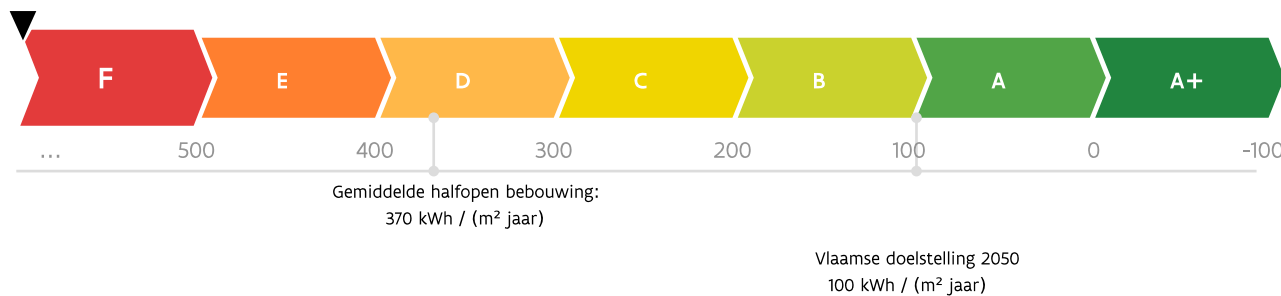 F E D C B A A+
... 500 400 300 200 100 0 -100
Gemiddelde halfopen bebouwing:
370 kWh / (m² jaar)
Vlaamse doelstelling 2050
100 kWh / (m² jaar)